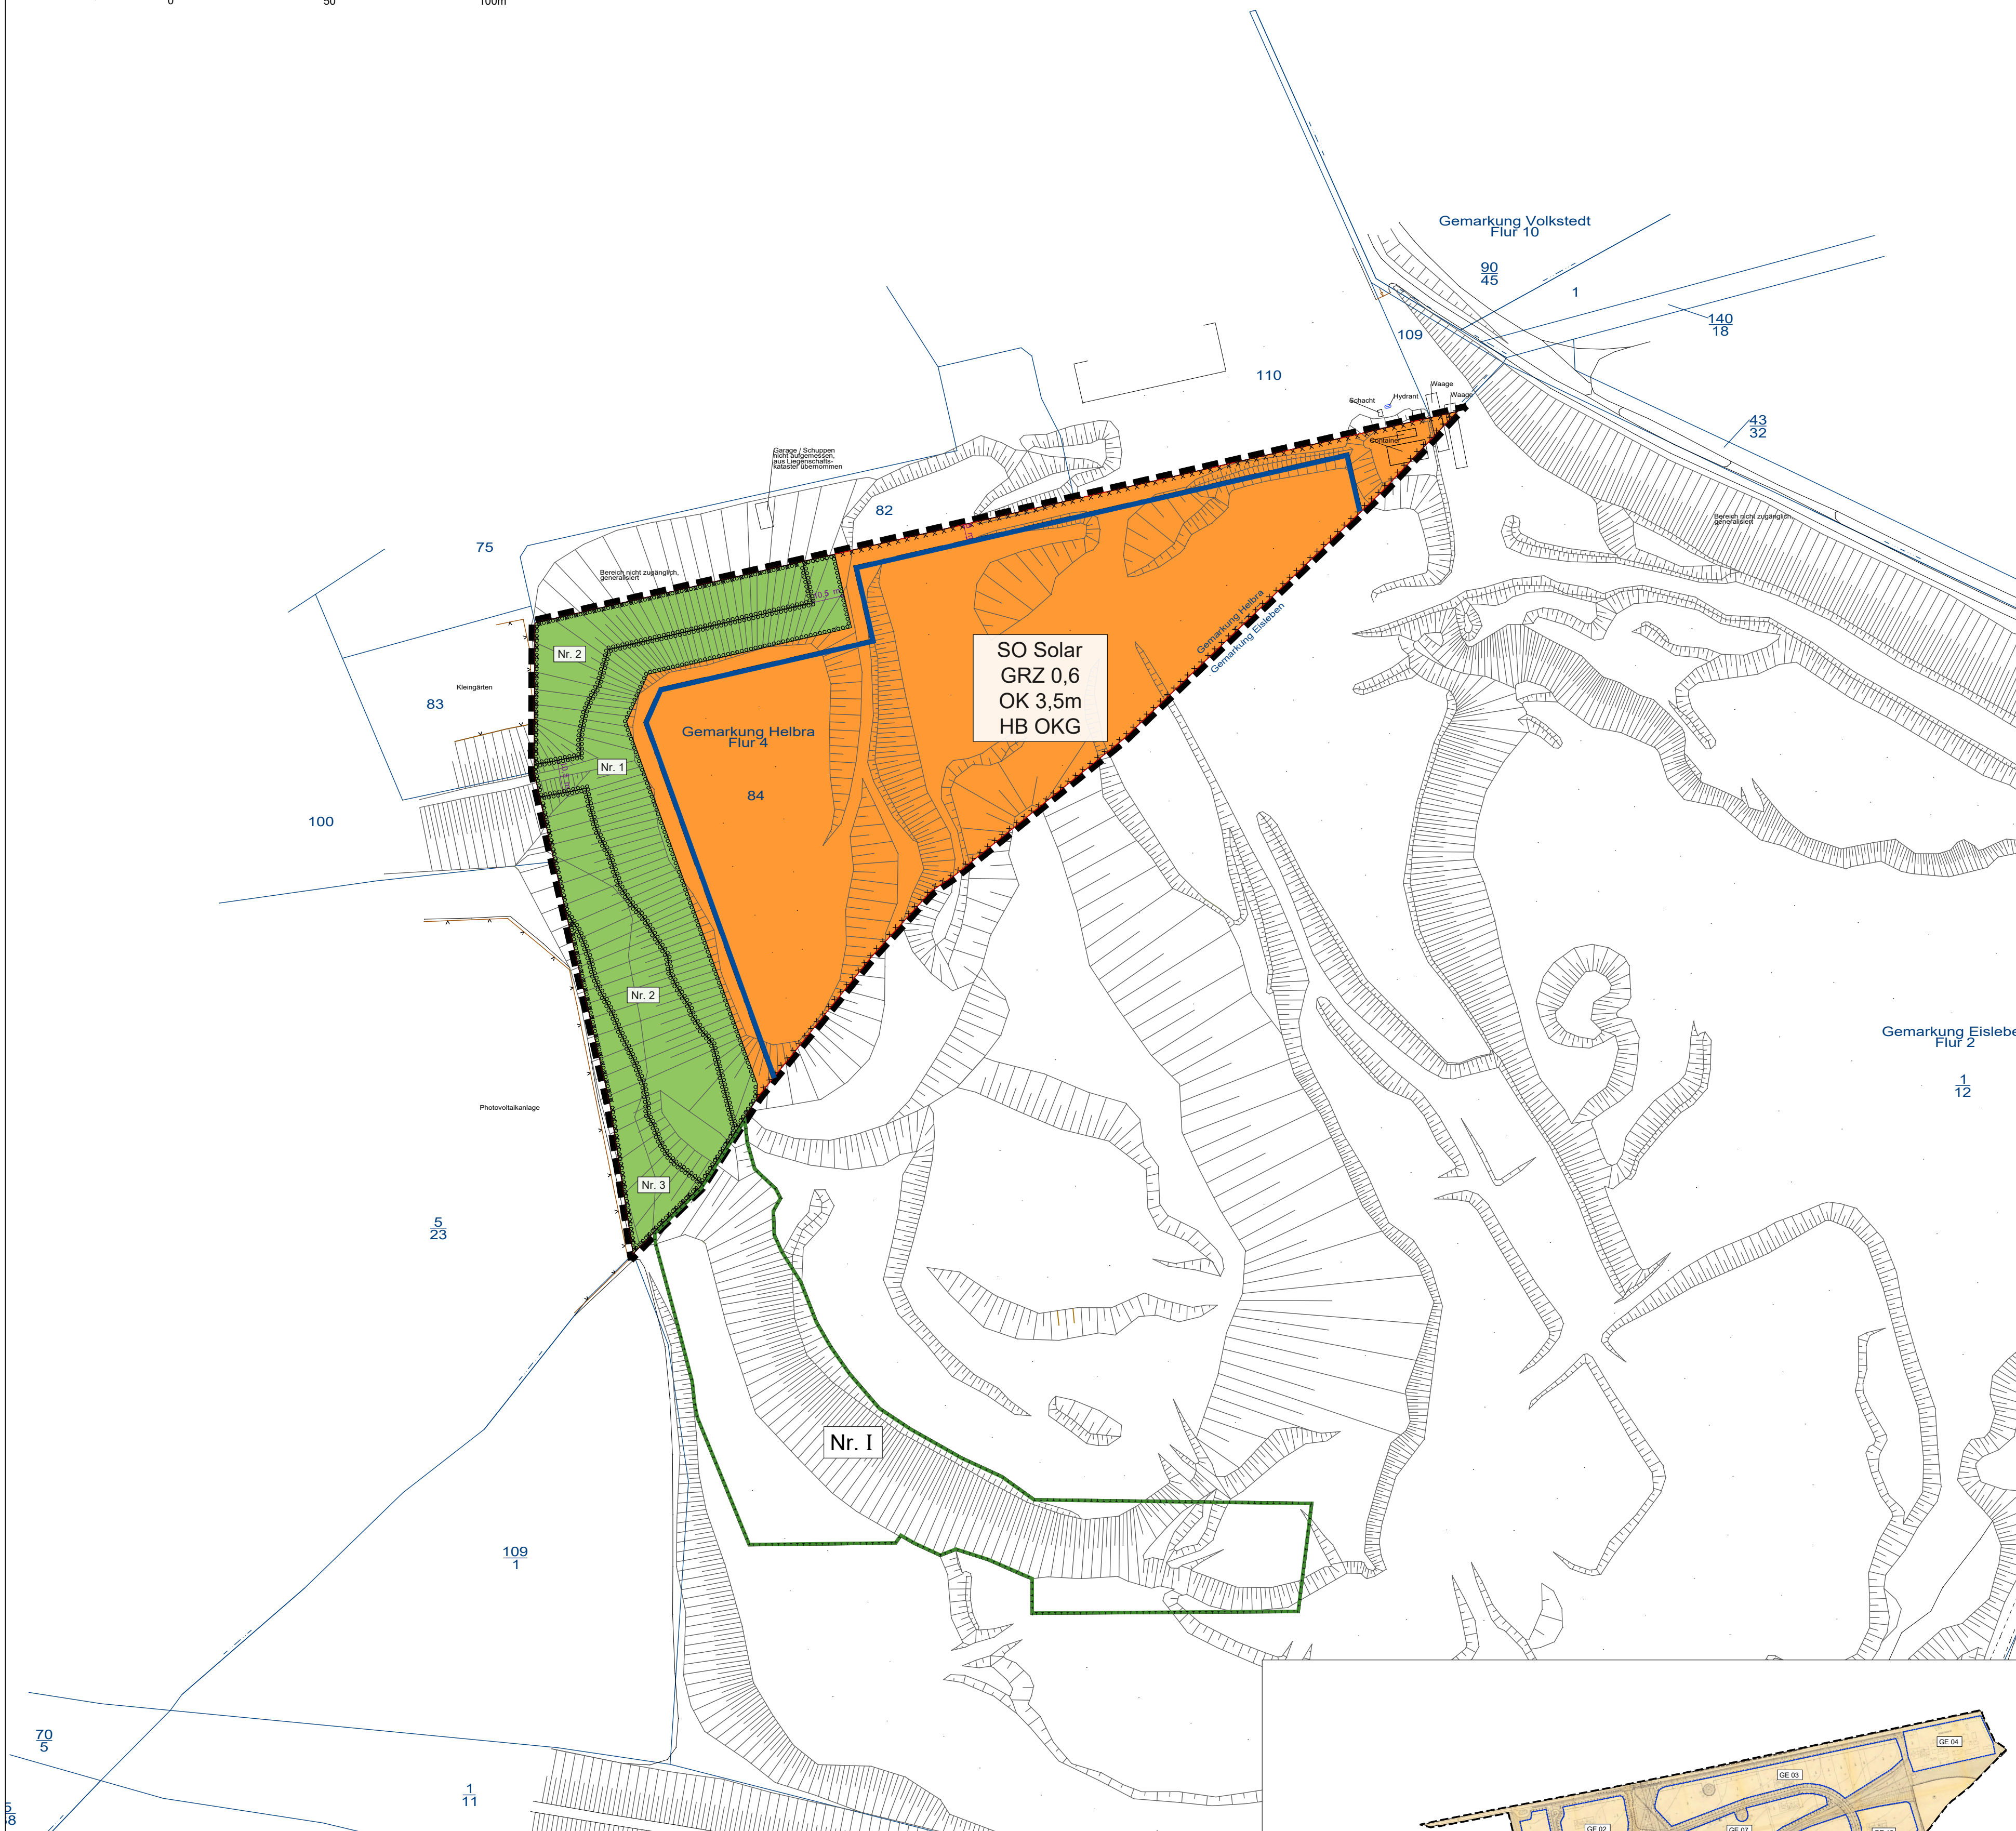 0 50 100m
Gemarkung Volkstedt
Flur 10
90
45
1
140
18
109
110
43
32
Waage
Waage
Schacht
Hydrant
Container
Garage / Schuppen
nicht aufgemessen,
aus Liegenschafts-
kataster übernommen
82
75
Bereich nicht zugänglich,
generalisiert
Bereich nicht zugänglich,
generalisiert
Gemarkung Helbra
Gemarkung Eisleben
SO Solar
GRZ 0,6
OK 3,5m
HB OKG
Nr. 2
Kleingärten
83
Gemarkung Helbra
Flur 4
Nr. 1
84
100
Nr. 2
Gemarkung Eislebe
Flur 2
1
12
Photovoltaikanlage
Nr. 3
5
23
Nr. I
109
1
70
5
1
11
GE 04
GE 03
GE 02
GE 07